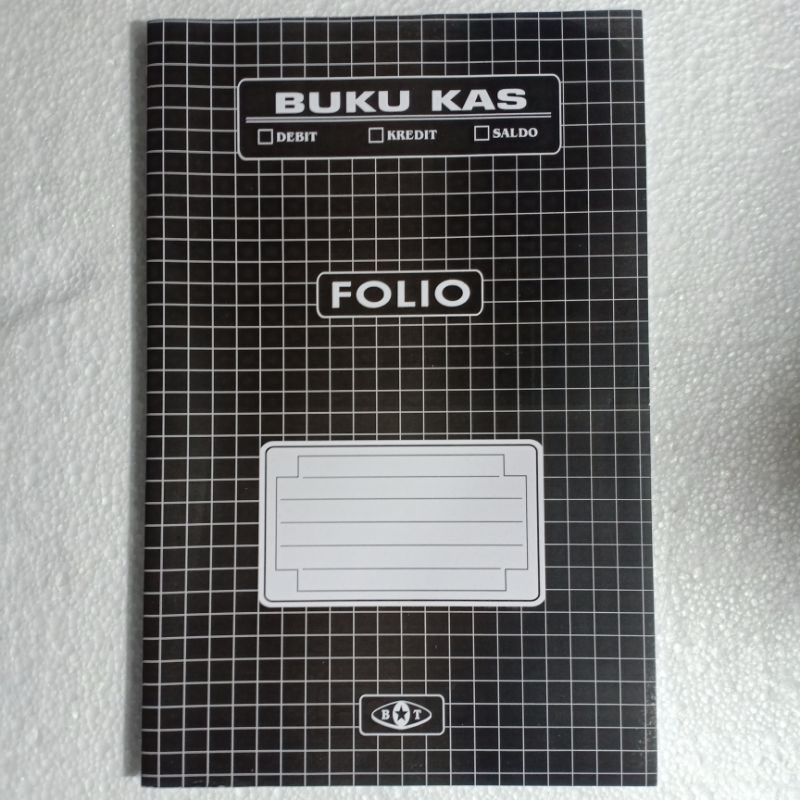 BUKU KAS
DEBIT KREDIT SALDO
FOLIO
B T